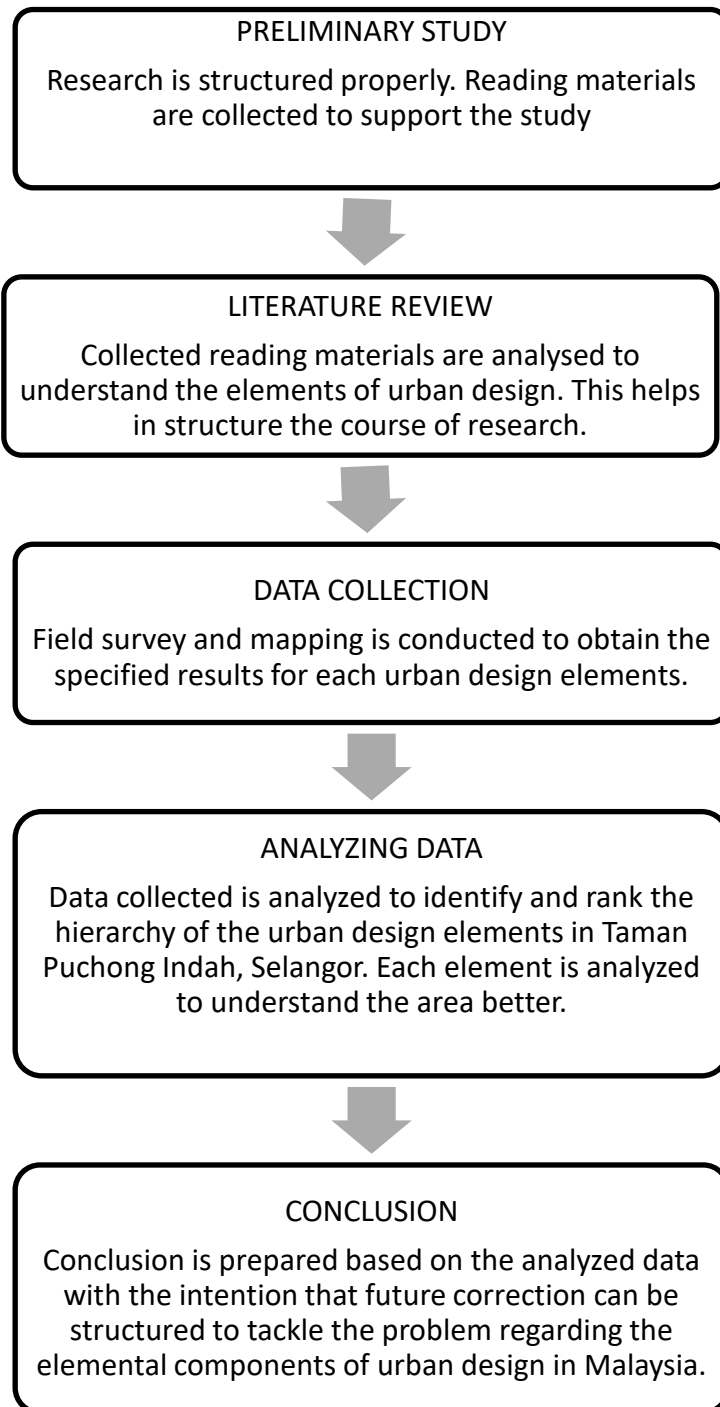 PRELIMINARY STUDY
Research is structured properly. Reading materials
are collected to support the study
LITERATURE REVIEW
Collected reading materials are analysed to
understand the elements of urban design. This helps
in structure the course of research.
DATA COLLECTION
Field survey and mapping is conducted to obtain the
specified results for each urban design elements.
ANALYZING DATA
Data collected is analyzed to identify and rank the
hierarchy of the urban design elements in Taman
Puchong Indah, Selangor. Each element is analyzed
to understand the area better.
CONCLUSION
Conclusion is prepared based on the analyzed data
with the intention that future correction can be
structured to tackle the problem regarding the
elemental components of urban design in Malaysia.